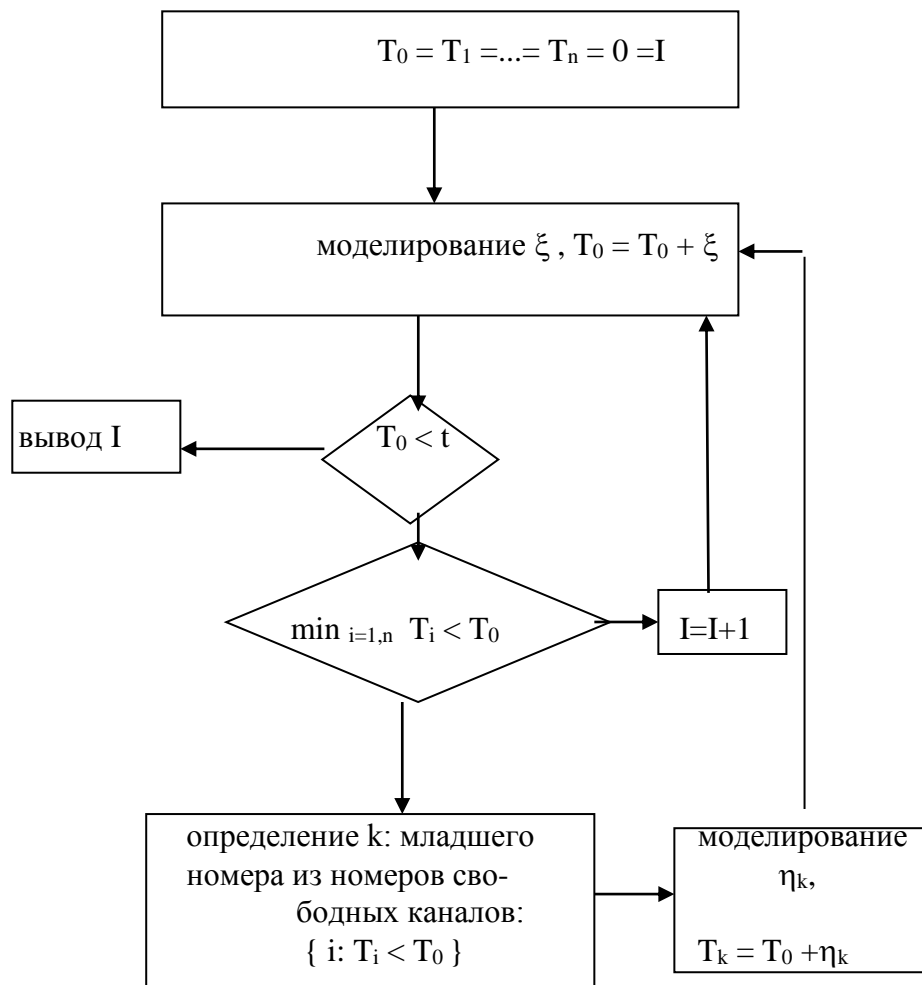 T₀ = T₁ =...= Tₙ = 0 =I
моделирование ξ , T₀ = T₀ + ξ
вывод I
T₀ < t
min i=1,n Tᵢ < T₀
I=I+1
определение k: младшего
номера из номеров сво-
бодных каналов:
{ i: Tᵢ < T₀ }
моделирование
ηₖ,
Tₖ = T₀ +ηₖ